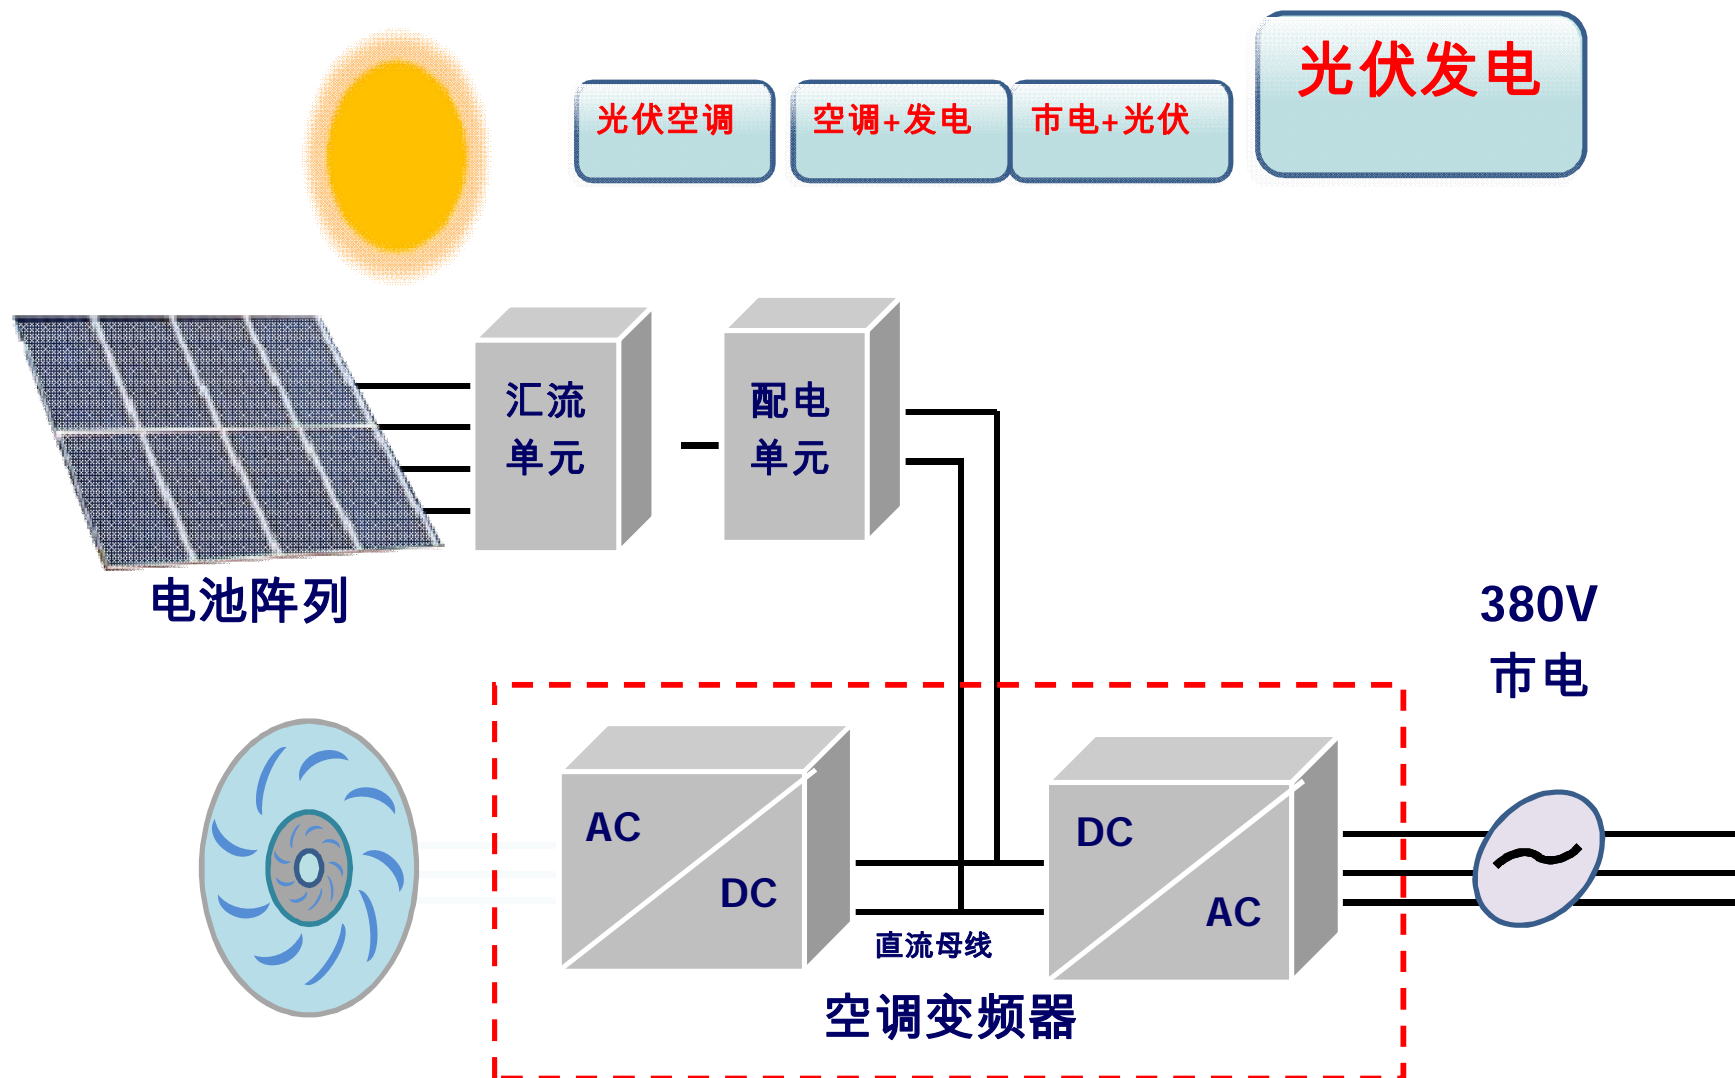 光伏空调
空调+发电
市电+光伏
光伏发电
汇流
单元
配电
单元
电池阵列
380V
市电
AC
DC
DC
AC
直流母线
空调变频器